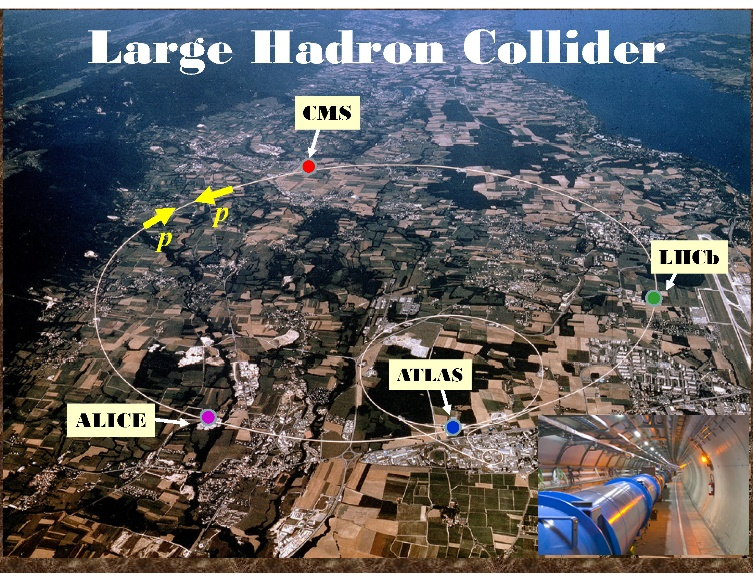 Large Hadron Collider
CMS
p
p
LHCb
ATLAS
ALICE